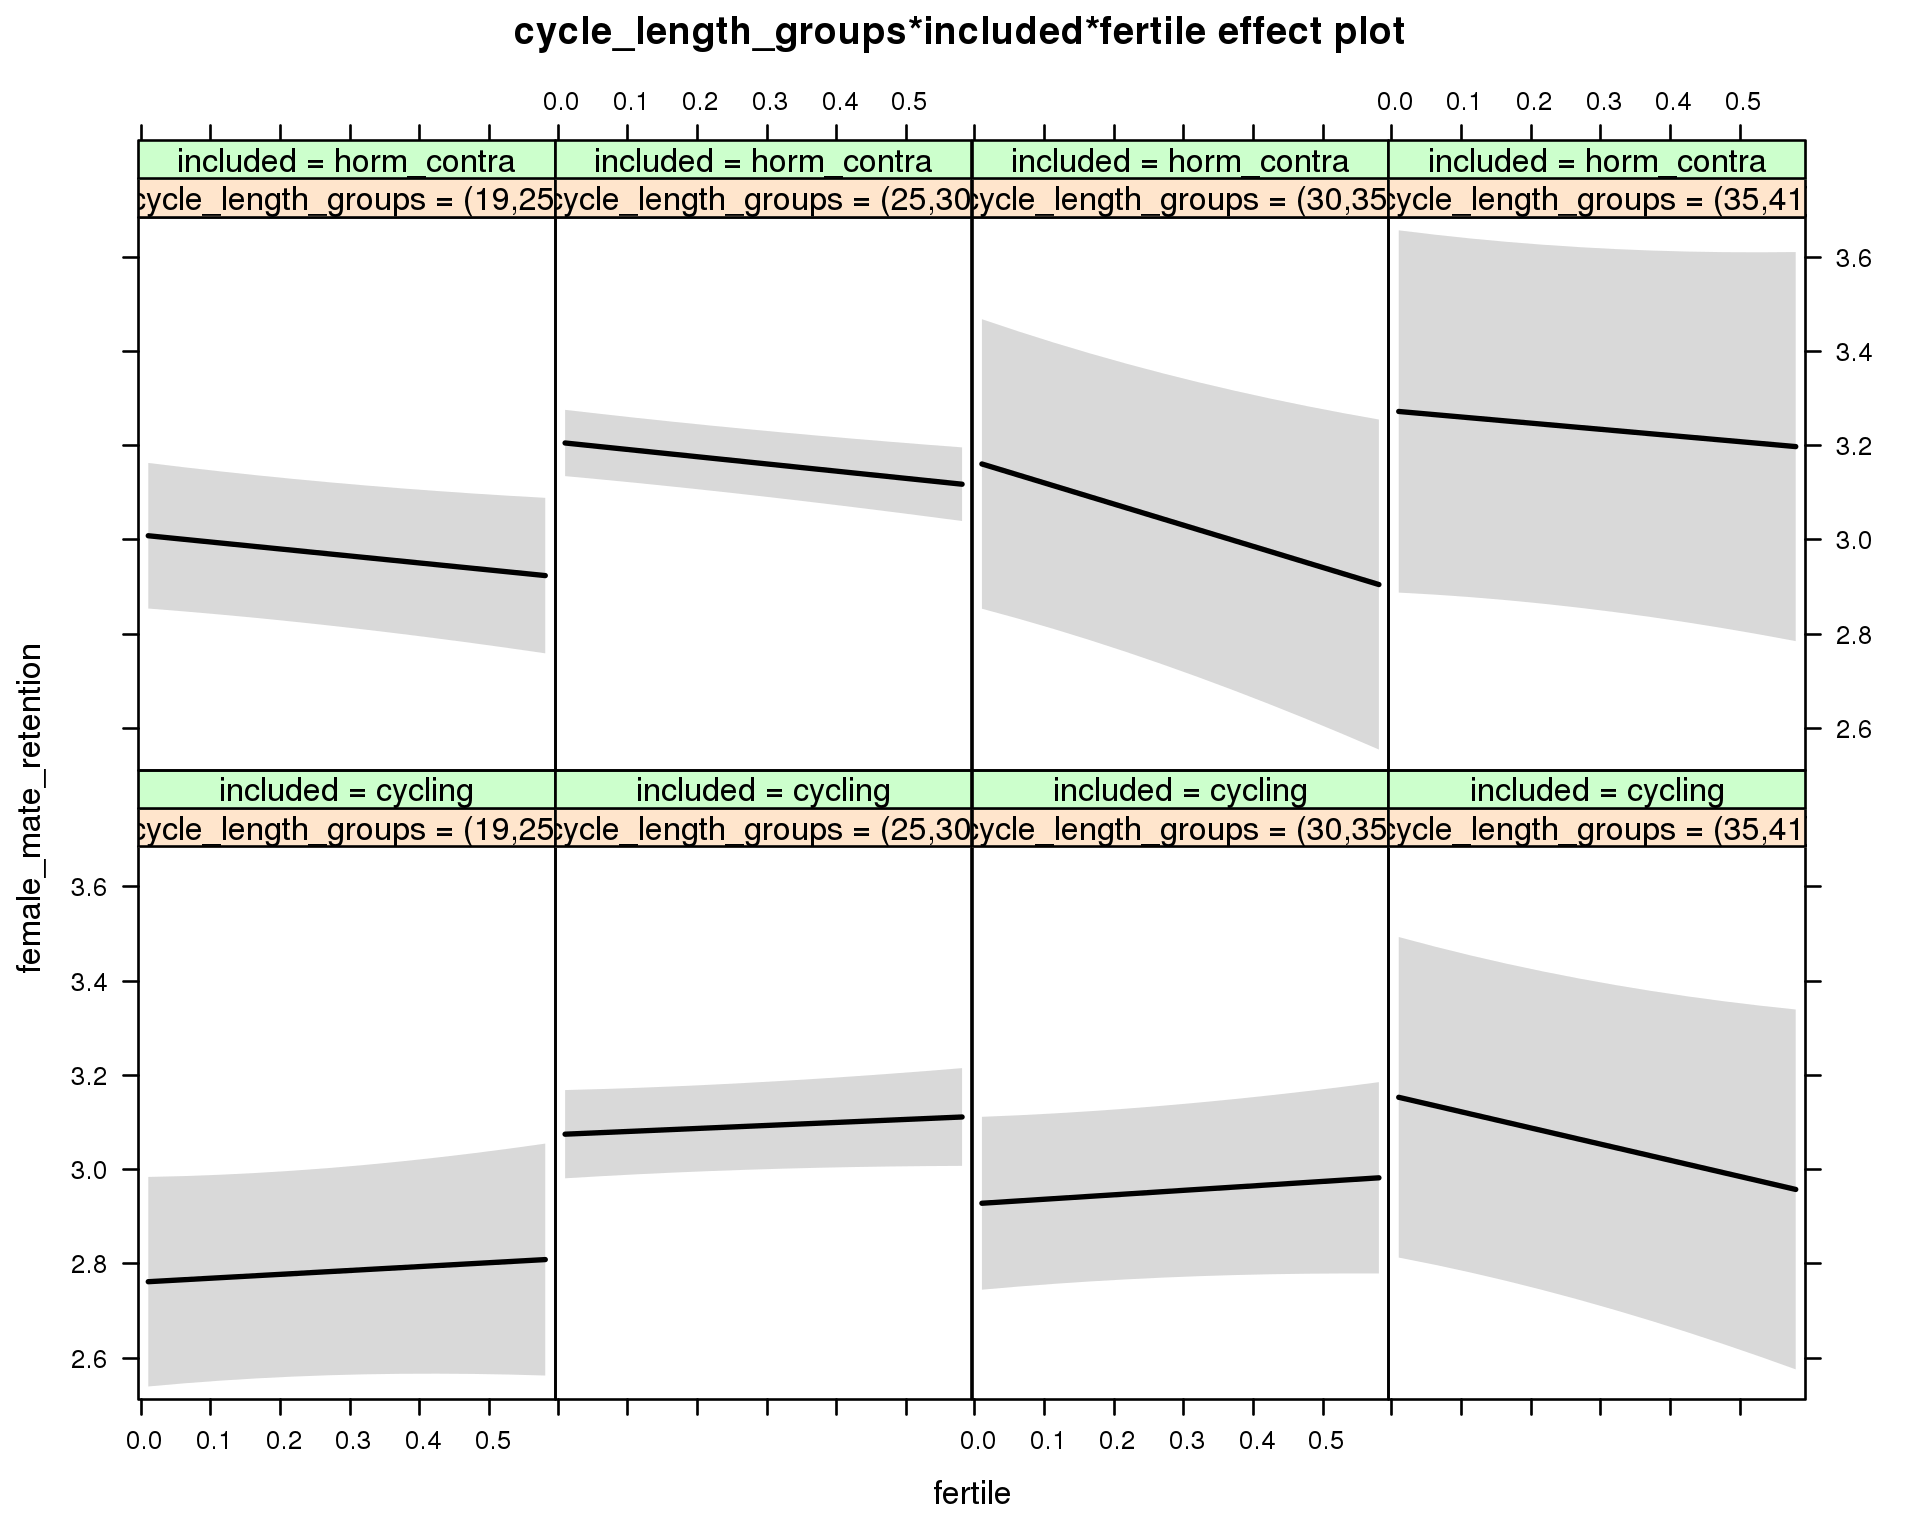 cycle_length_groups*included*fertile effect plot
0.0 0.1 0.2 0.3 0.4 0.5 0.0 0.1 0.2 0.3 0.4 0.5
included = horm_contra included = horm_contra included = horm_contra included = horm_contra
cycle_length_groups = (19,25 cycle_length_groups = (25,30 cycle_length_groups = (30,35 cycle_length_groups = (35,41
3.6
3.4
3.2
3.0
2.8
2.6
included = cycling included = cycling included = cycling included = cycling
cycle_length_groups = (19,25 cycle_length_groups = (25,30 cycle_length_groups = (30,35 cycle_length_groups = (35,41
female_mate_retention
3.6
3.4
3.2
3.0
2.8
2.6
0.0 0.1 0.2 0.3 0.4 0.5 0.0 0.1 0.2 0.3 0.4 0.5
fertile